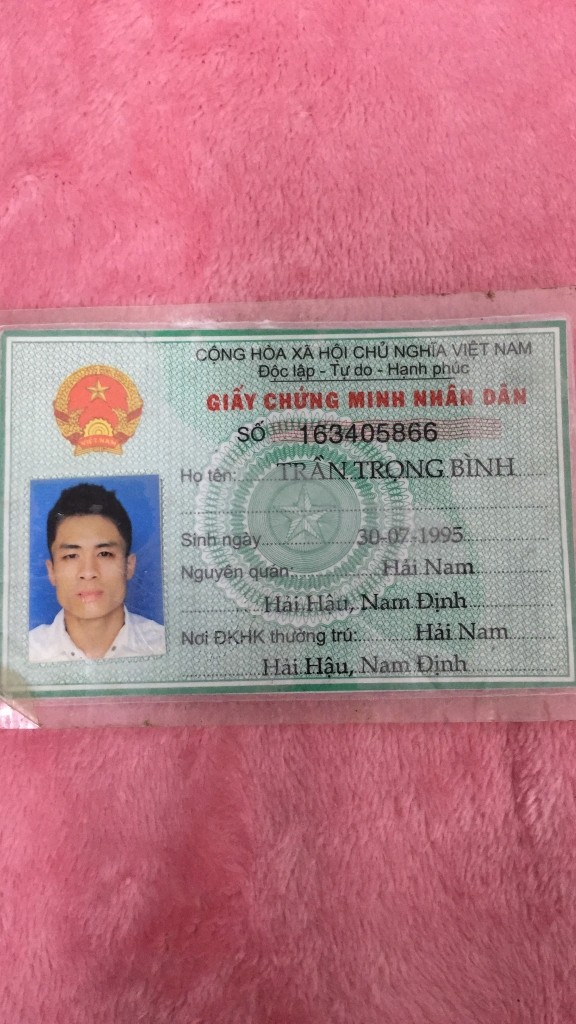 CỘNG HÒA XÃ HỘI CHỦ NGHĨA VIỆT NAM
Độc lập - Tự do - Hạnh phúc
GIẤY CHỨNG MINH NHÂN DÂN
SỐ 163405866
Họ tên: TRẦN TRỌNG BÌNH
Sinh ngày 30-07-1995
Nguyên quán: Hải Nam
Hải Hậu, Nam Định
Nơi ĐKHK thường trú: Hải Nam
Hải Hậu, Nam Định
VIỆT NAM